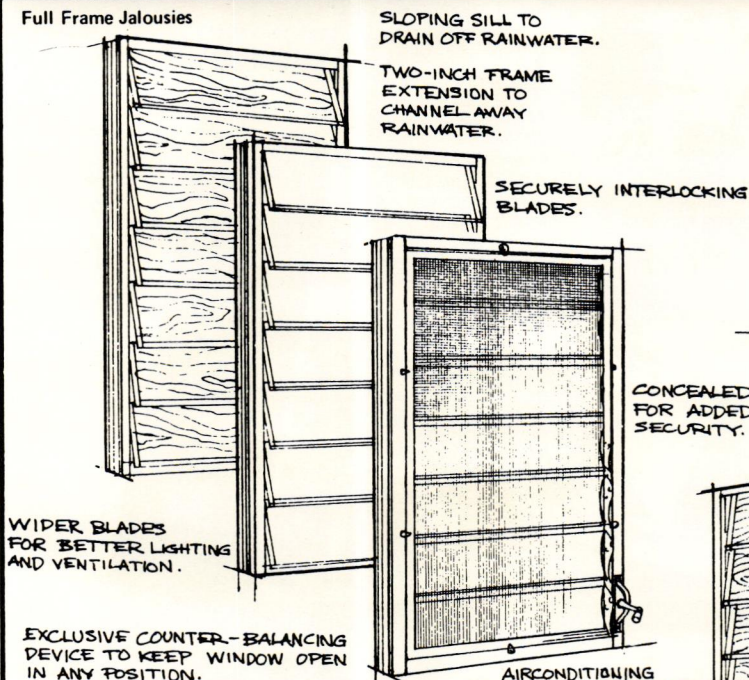 Full Frame Jalousies
SLOPING SILL TO
DRAIN OFF RAINWATER.
TWO-INCH FRAME
EXTENSION TO
CHANNEL AWAY
RAINWATER.
SECURELY INTERLOCKING
BLADES.
CONCEALED
FOR ADDED
SECURITY.
WIDER BLADES
FOR BETTER LIGHTING
AND VENTILATION.
EXCLUSIVE COUNTER-BALANCING
DEVICE TO KEEP WINDOW OPEN
IN ANY POSITION.
AIRCONDITIONING